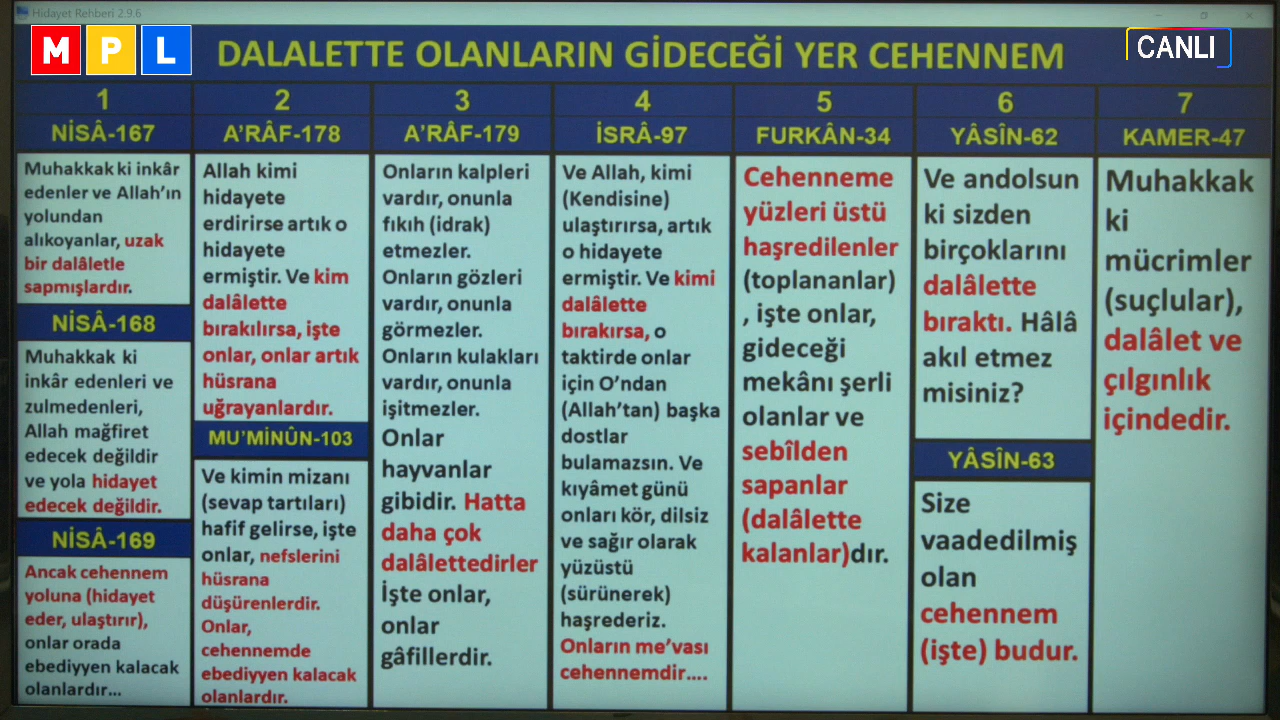 Hidayet Rehberi 2.9.6
MPL
CANLI
DALALETTE OLANLARIN GİDECEĞİ YER CEHENNEM
1
NİSÂ-167
Muhakkak ki inkâr
edenler ve Allah'ın
yolundan
alıkoyanlar, uzak
bir dalâletle
sapmışlardır.
NİSÂ-168
Muhakkak ki
inkâr edenleri ve
zulmedenleri,
Allah mağfiret
edecek değildir
ve yola hidayet
edecek değildir.
NİSÂ-169
Ancak cehennem
yoluna (hidayet
eder, ulaştırır),
onlar orada
ebediyyen kalacak
olanlardır...
2
A'RÂF-178
Allah kimi
hidayete
erdirirse artık o
hidayete
ermiştir. Ve kim
dalâlette
bırakılırsa, işte
onlar, onlar artık
hüsrana
uğrayanlardır.
MU'MİNÛN-103
Ve kimin mizanı
(sevap tartıları)
hafif gelirse, işte
onlar, nefslerini
hüsrana
düşürenlerdir.
Onlar,
cehennemde
ebediyyen kalacak
olanlardır.
3
A'RÂF-179
Onların kalpleri
vardır, onunla
fıkıh (idrak)
etmezler.
Onların gözleri
vardır, onunla
görmezler.
Onların kulakları
vardır, onunla
işitmezler.
Onlar
hayvanlar
gibidir. Hatta
daha çok
dalâlettedirler
İşte onlar,
onlar
gâfillerdir.
4
İSRÂ-97
Ve Allah, kimi
(Kendisine)
ulaştırırsa, artık
o hidayete
ermiştir. Ve kimi
dalâlette
bırakırsa, o
taktirde onlar
için O'ndan
(Allah'tan) başka
dostlar
bulamazsın. Ve
kıyâmet günü
onları kör, dilsiz
ve sağır olarak
yüzüstü
(sürünerek)
haşrederiz.
Onların me'vası
cehennemdir....
5
FURKÂN-34
Cehenneme
yüzleri üstü
haşredilenler
(toplananlar)
, işte onlar,
gideceği
mekânı şerli
olanlar ve
sebîlden
sapanlar
(dalâlette
kalanlar)dır.
6
YÂSİN-62
Ve andolsun
ki sizden
birçoklarını
dalâlette
bıraktı. Hâlâ
akıl etmez
misiniz?
YÂSİN-63
Size
vaadedilmiş
olan
cehennem
(işte) budur.
7
KAMER-47
Muhakkak
ki
mücrimler
(suçlular),
dalâlet ve
çılgınlık
içindedir.